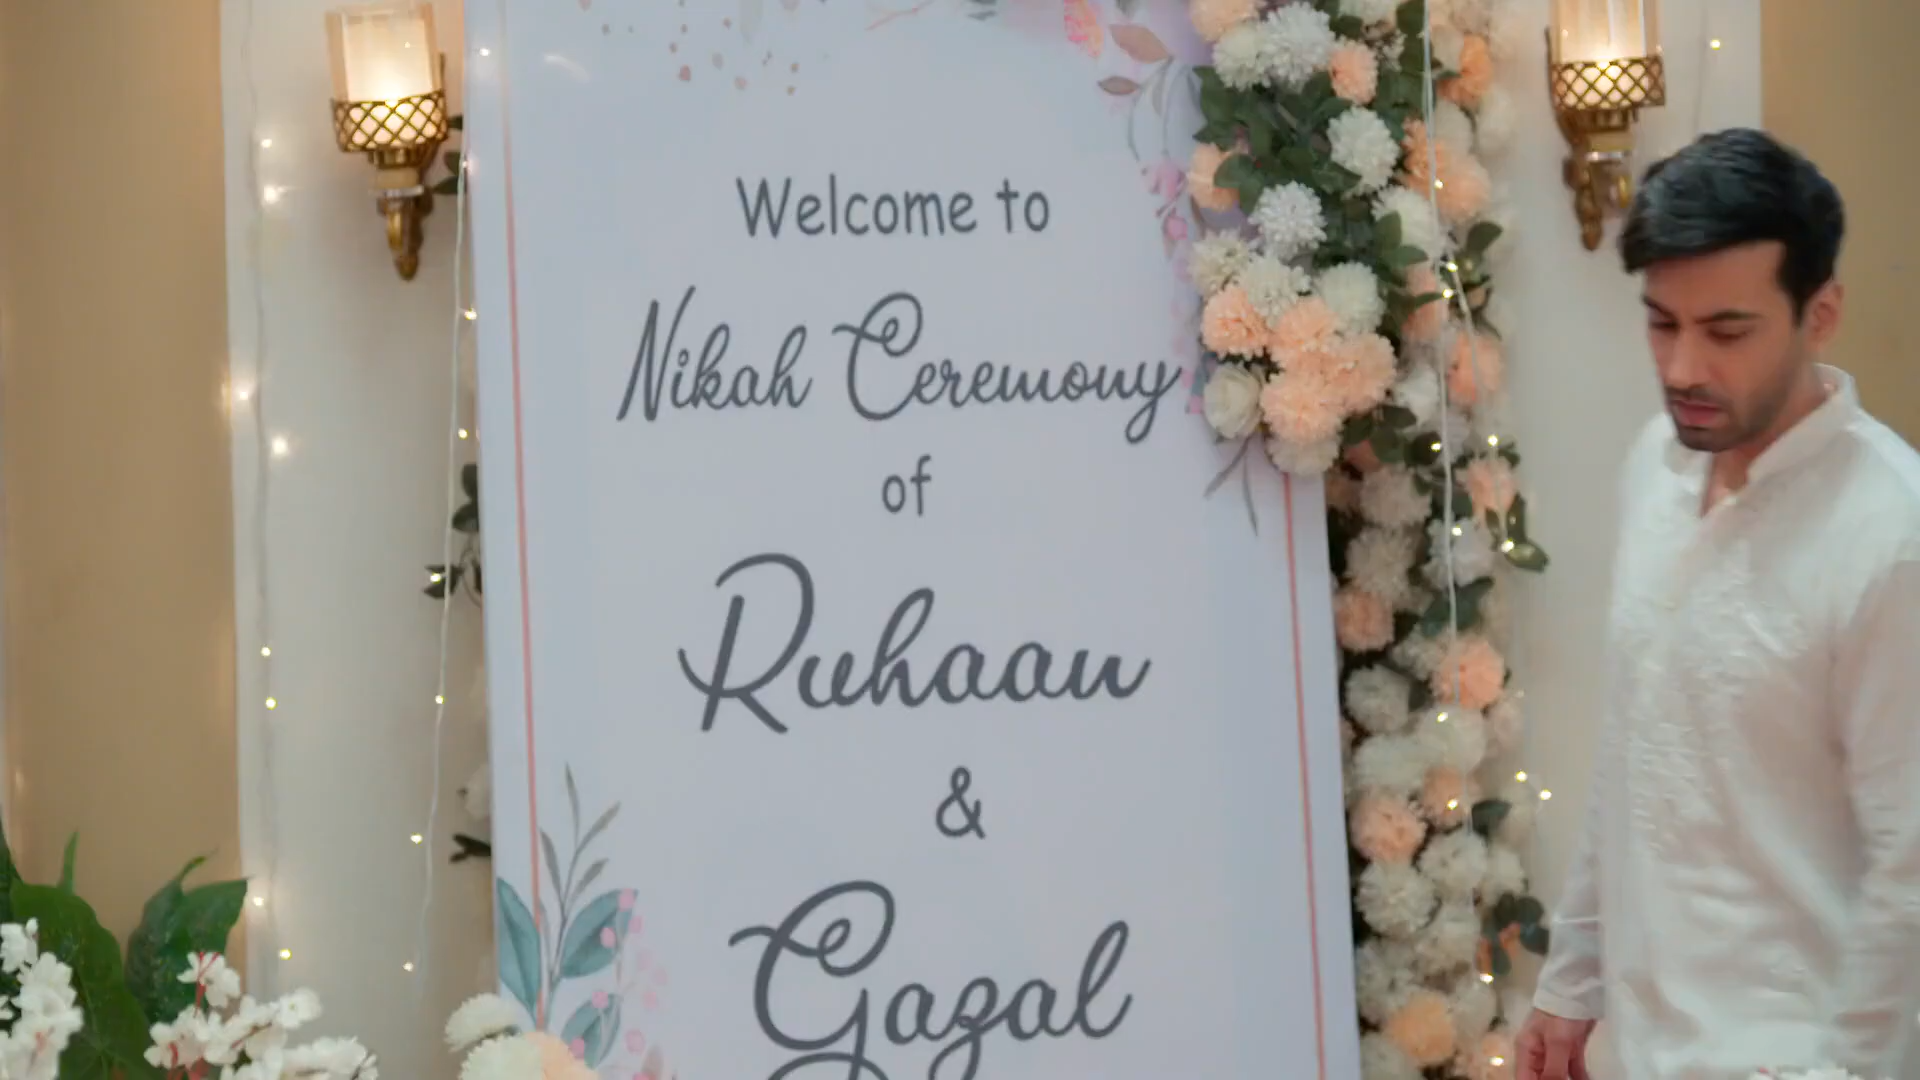 Welcome to
Nikah Ceremony
of
Ruhaan
&
Gazal